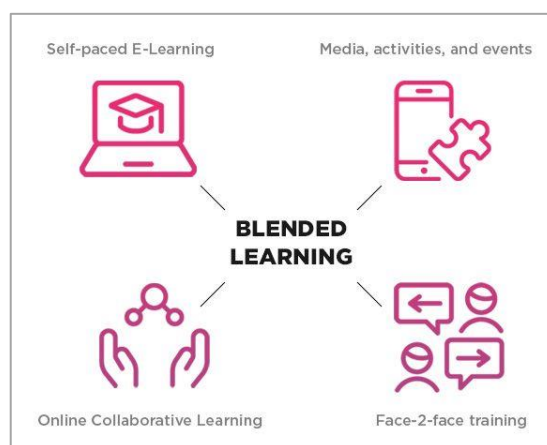 Self-paced E-Learning
Media, activities, and events
BLENDED
LEARNING
Online Collaborative Learning
Face-2-face training